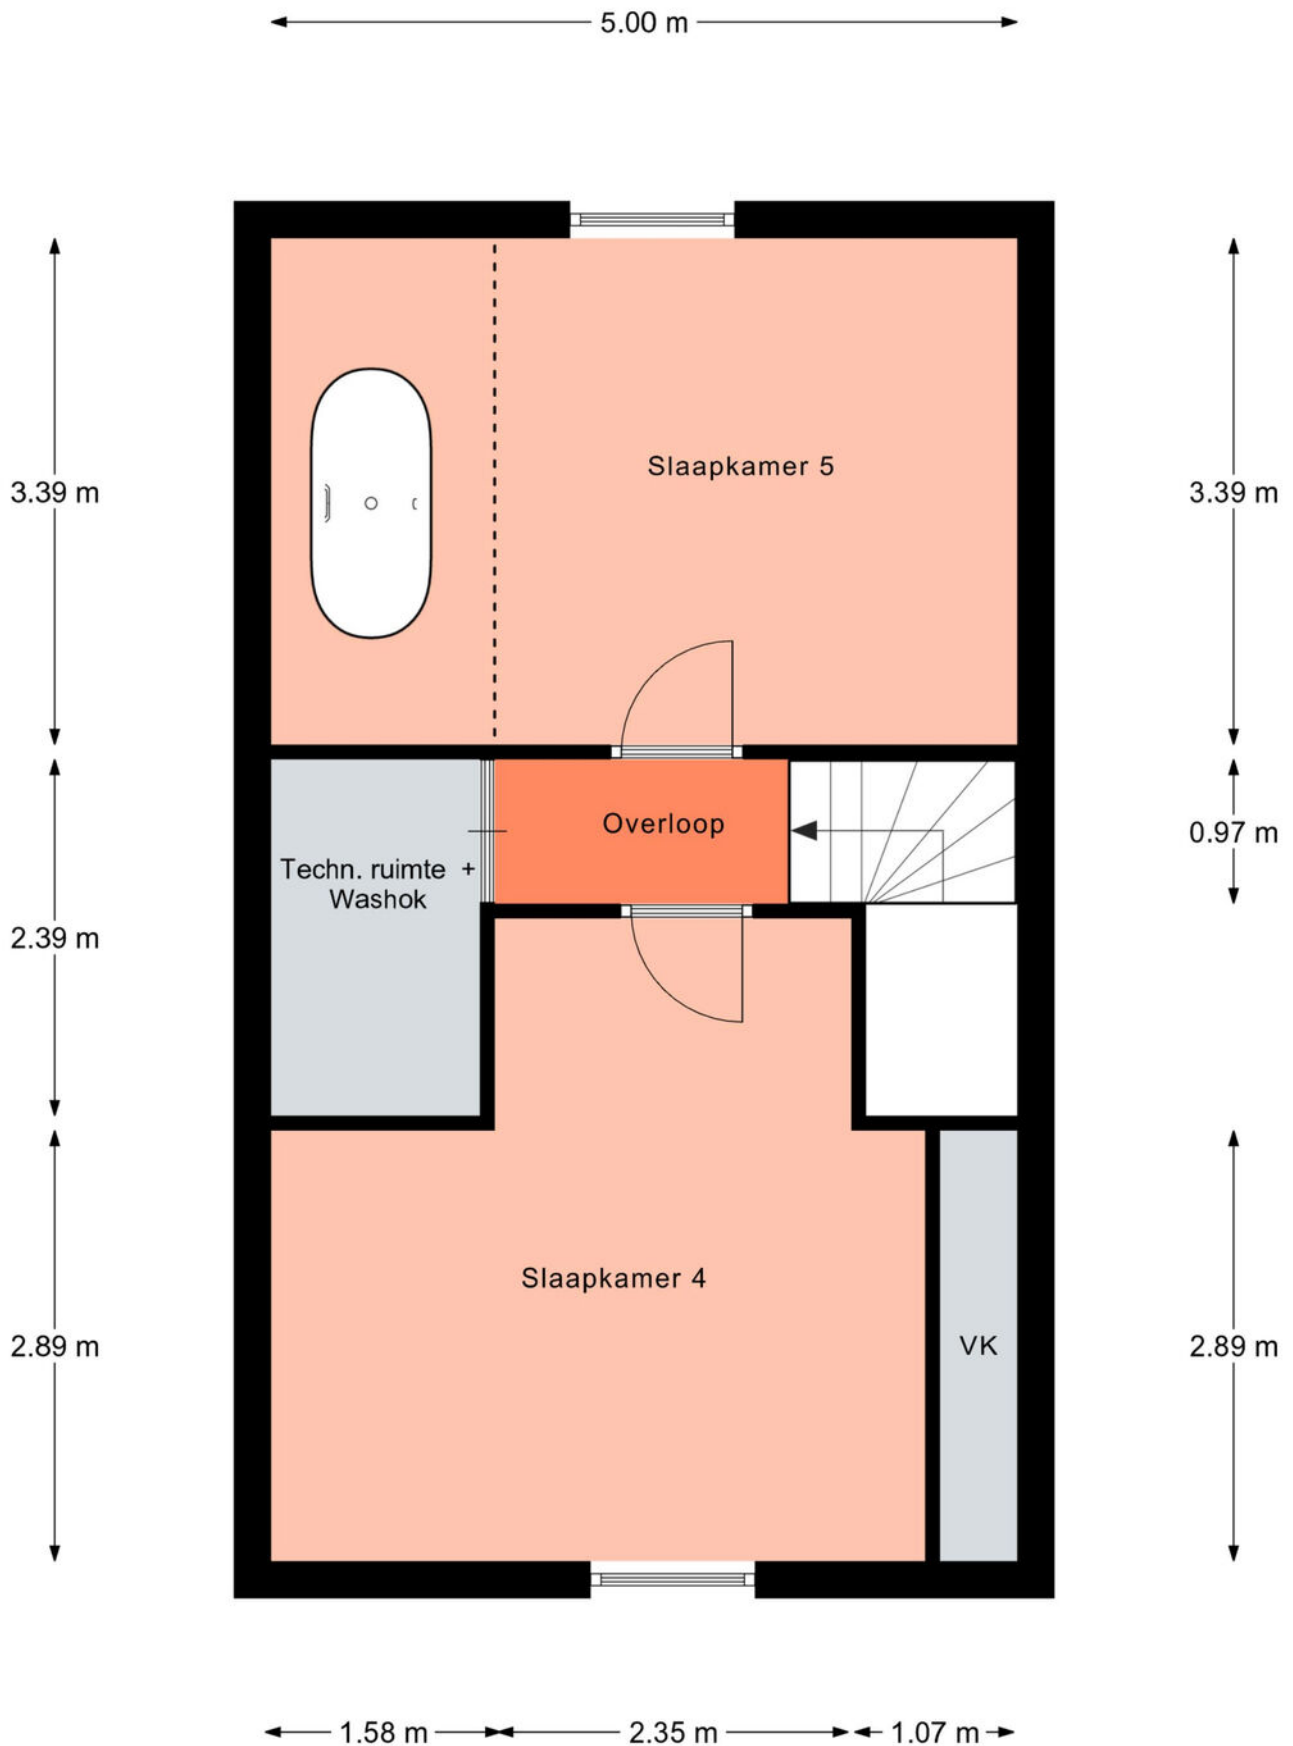 5.00 m
3.39 m
Slaapkamer 5
3.39 m
Overloop
0.97 m
Techn. ruimte +
Washok
2.39 m
Slaapkamer 4
2.89 m
VK
2.89 m
1.58 m
2.35 m
1.07 m